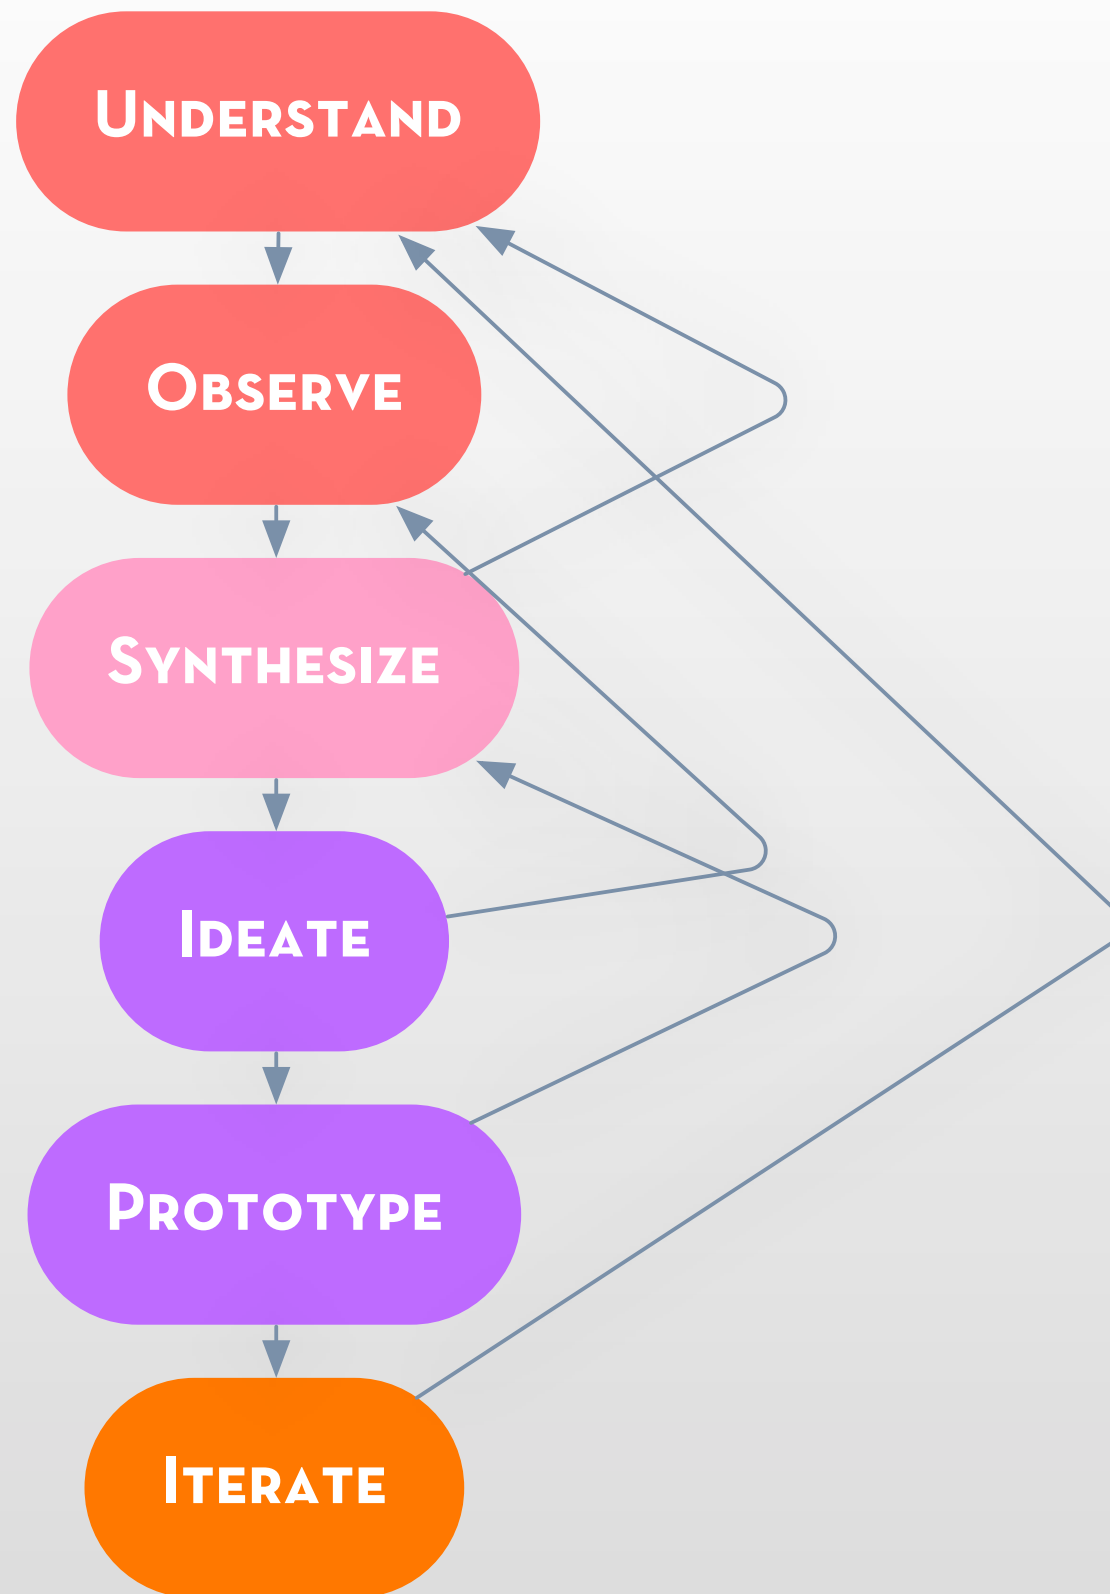 Understand
Observe
Synthesize
Ideate
Prototype
Iterate